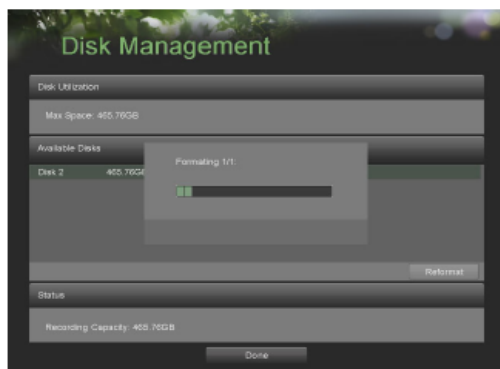 Disk Management
Disk Utilization
Max Space: 465.76GB
Available Disks
Formating 1/1:
Disk 2 465.76GB
Reformat
Status
Recording Capacity: 465.76GB
Done